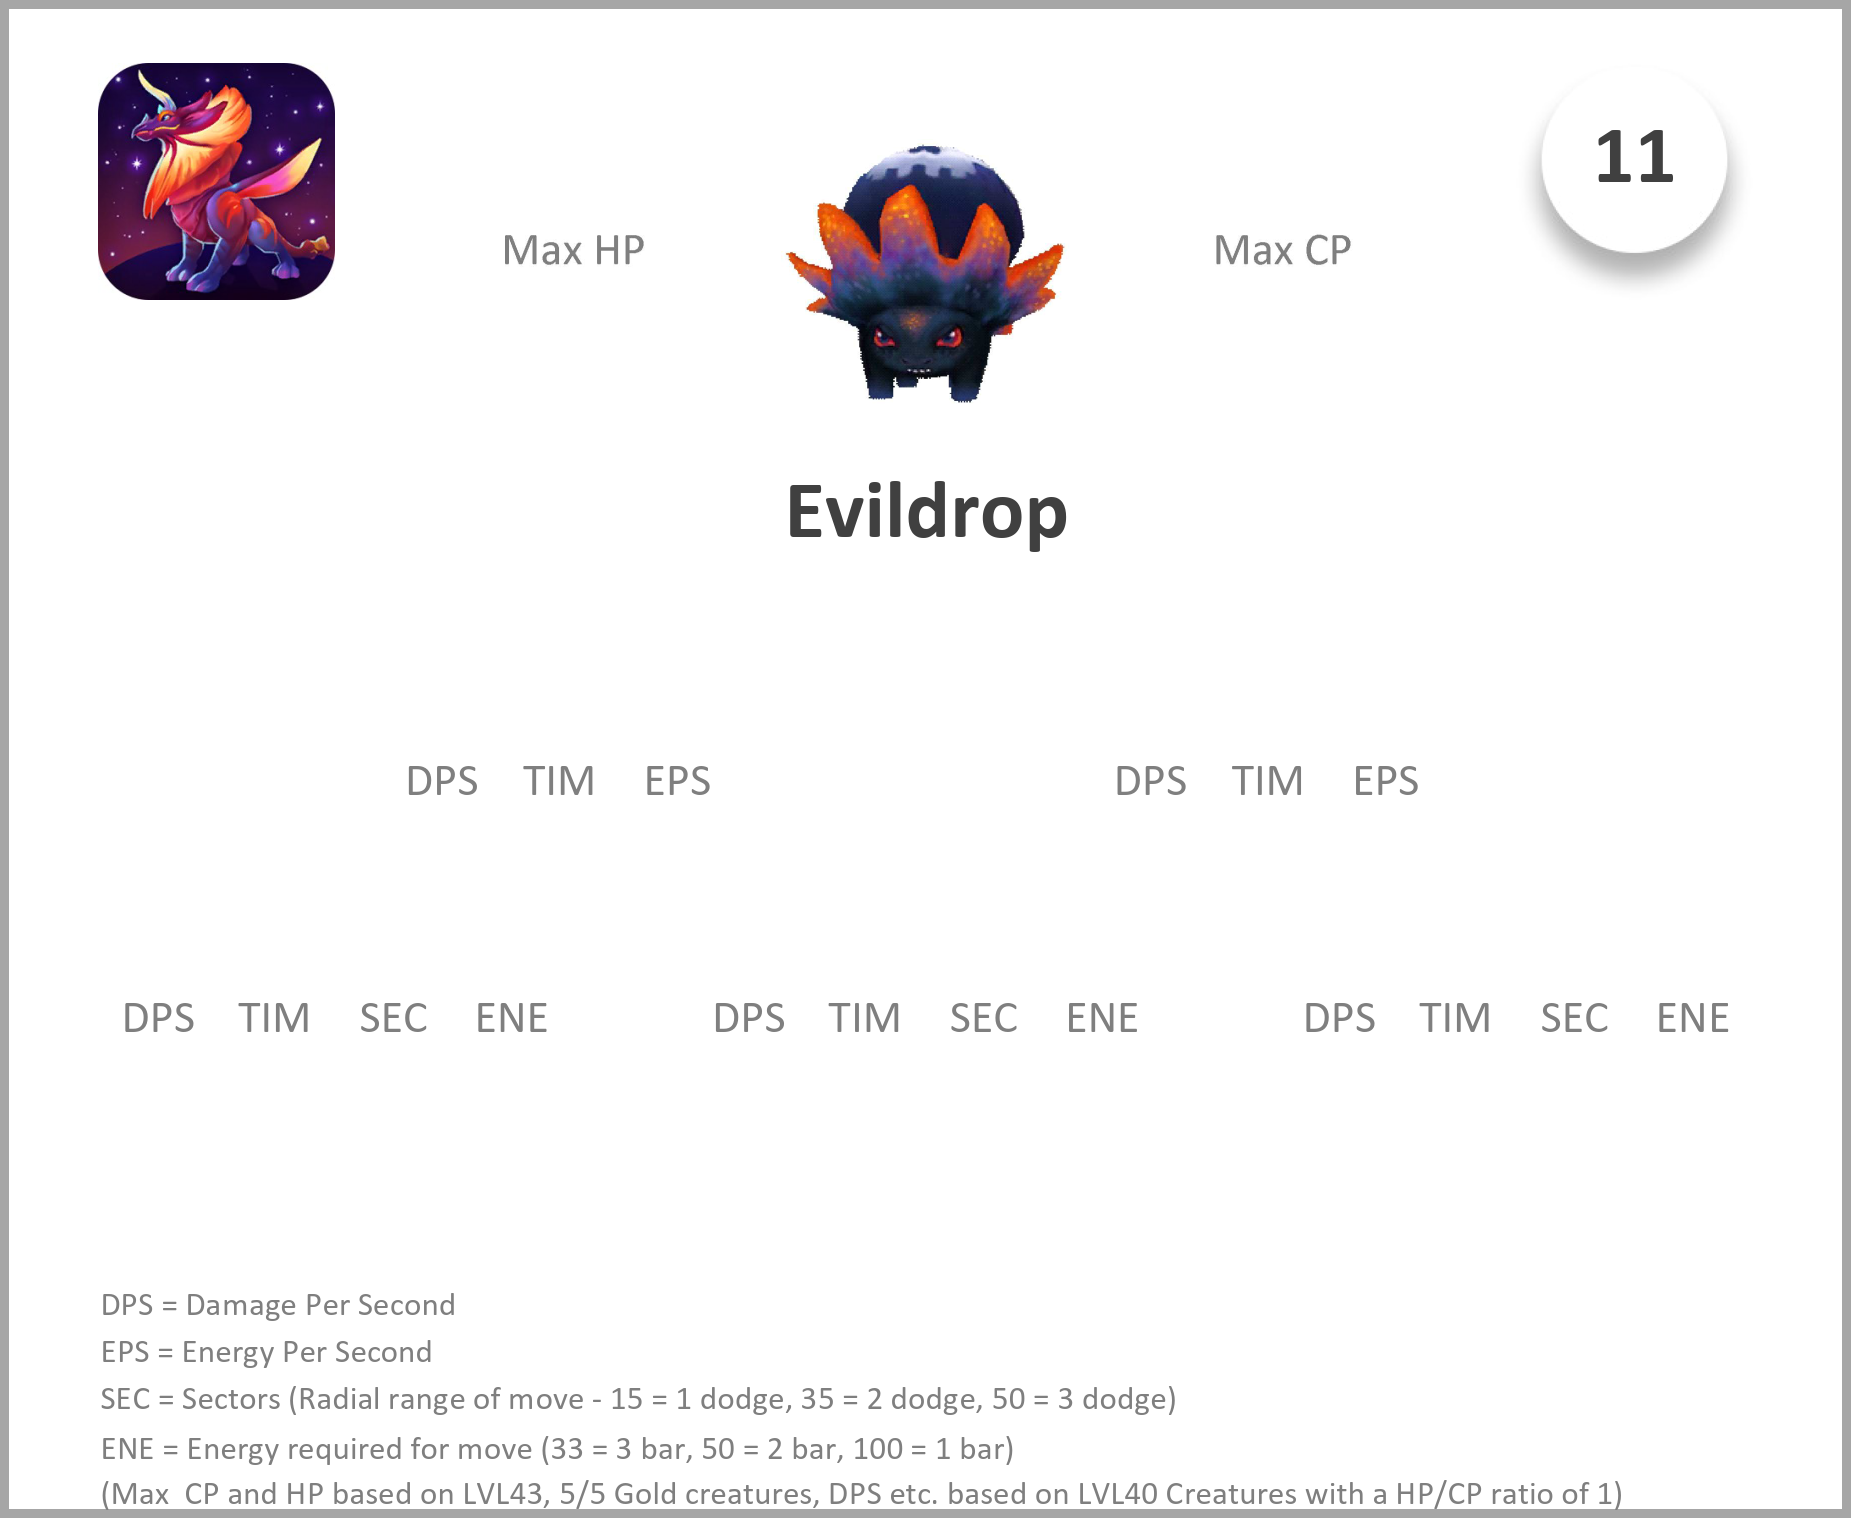 11
Max HP
Max CP
Evildrop
DPS TIM EPS DPS TIM EPS
DPS TIM SEC ENE DPS TIM SEC ENE DPS TIM SEC ENE
DPS = Damage Per Second
EPS = Energy Per Second
SEC = Sectors (Radial range of move - 15 = 1 dodge, 35 = 2 dodge, 50 = 3 dodge)
ENE = Energy required for move (33 = 3 bar, 50 = 2 bar, 100 = 1 bar)
(Max  CP and HP based on LVL43, 5/5 Gold creatures, DPS etc. based on LVL40 Creatures with a HP/CP ratio of 1)